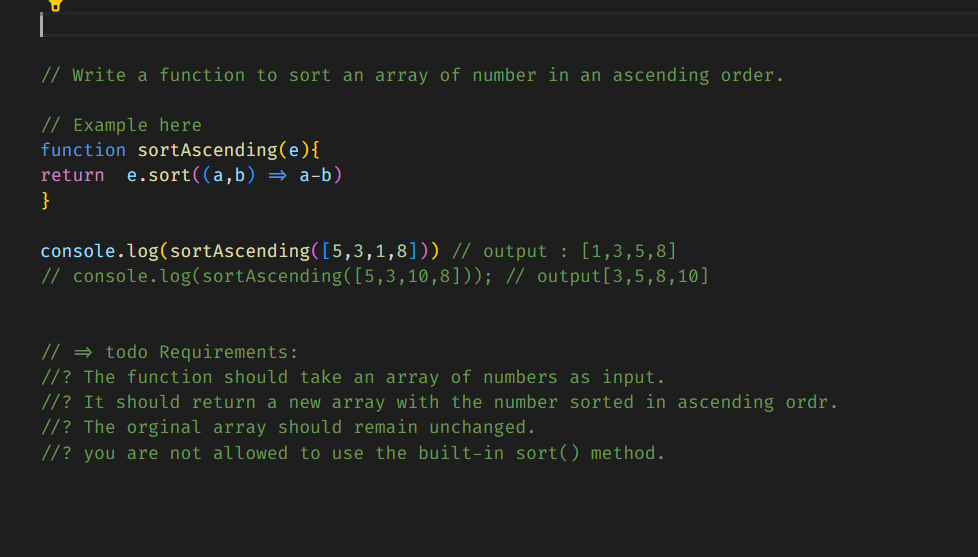 // Write a function to sort an array of number in an ascending order.
// Example here
function sortAscending(e){
return  e.sort((a,b) => a-b)
}
console.log(sortAscending([5,3,1,8])) // output : [1,3,5,8]
// console.log(sortAscending([5,3,10,8])); // output[3,5,8,10]
// => todo Requirements:
//? The function should take an array of numbers as input.
//? It should return a new array with the number sorted in ascending ordr.
//? The orginal array should remain unchanged.
//? you are not allowed to use the built-in sort() method.